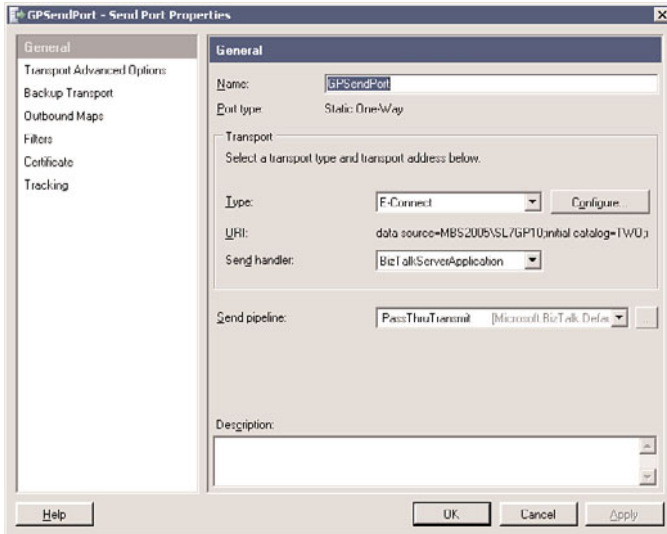 GPSendPort - Send Port Properties
General
Transport Advanced Options
Backup Transport
Outbound Maps
Filters
Certificate
Tracking
General
Name: GPSendPort
Port type: Static One-Way
Transport
Select a transport type and transport address below.
Type: E-Connect Configure...
URI: data source=MBS2005\SL7GP10;initial catalog=TWO;i
Send handler: BizTalkServerApplication
Send pipeline: PassThruTransmit [Microsoft.BizTalk.Defau ...
Description:
Help OK Cancel Apply